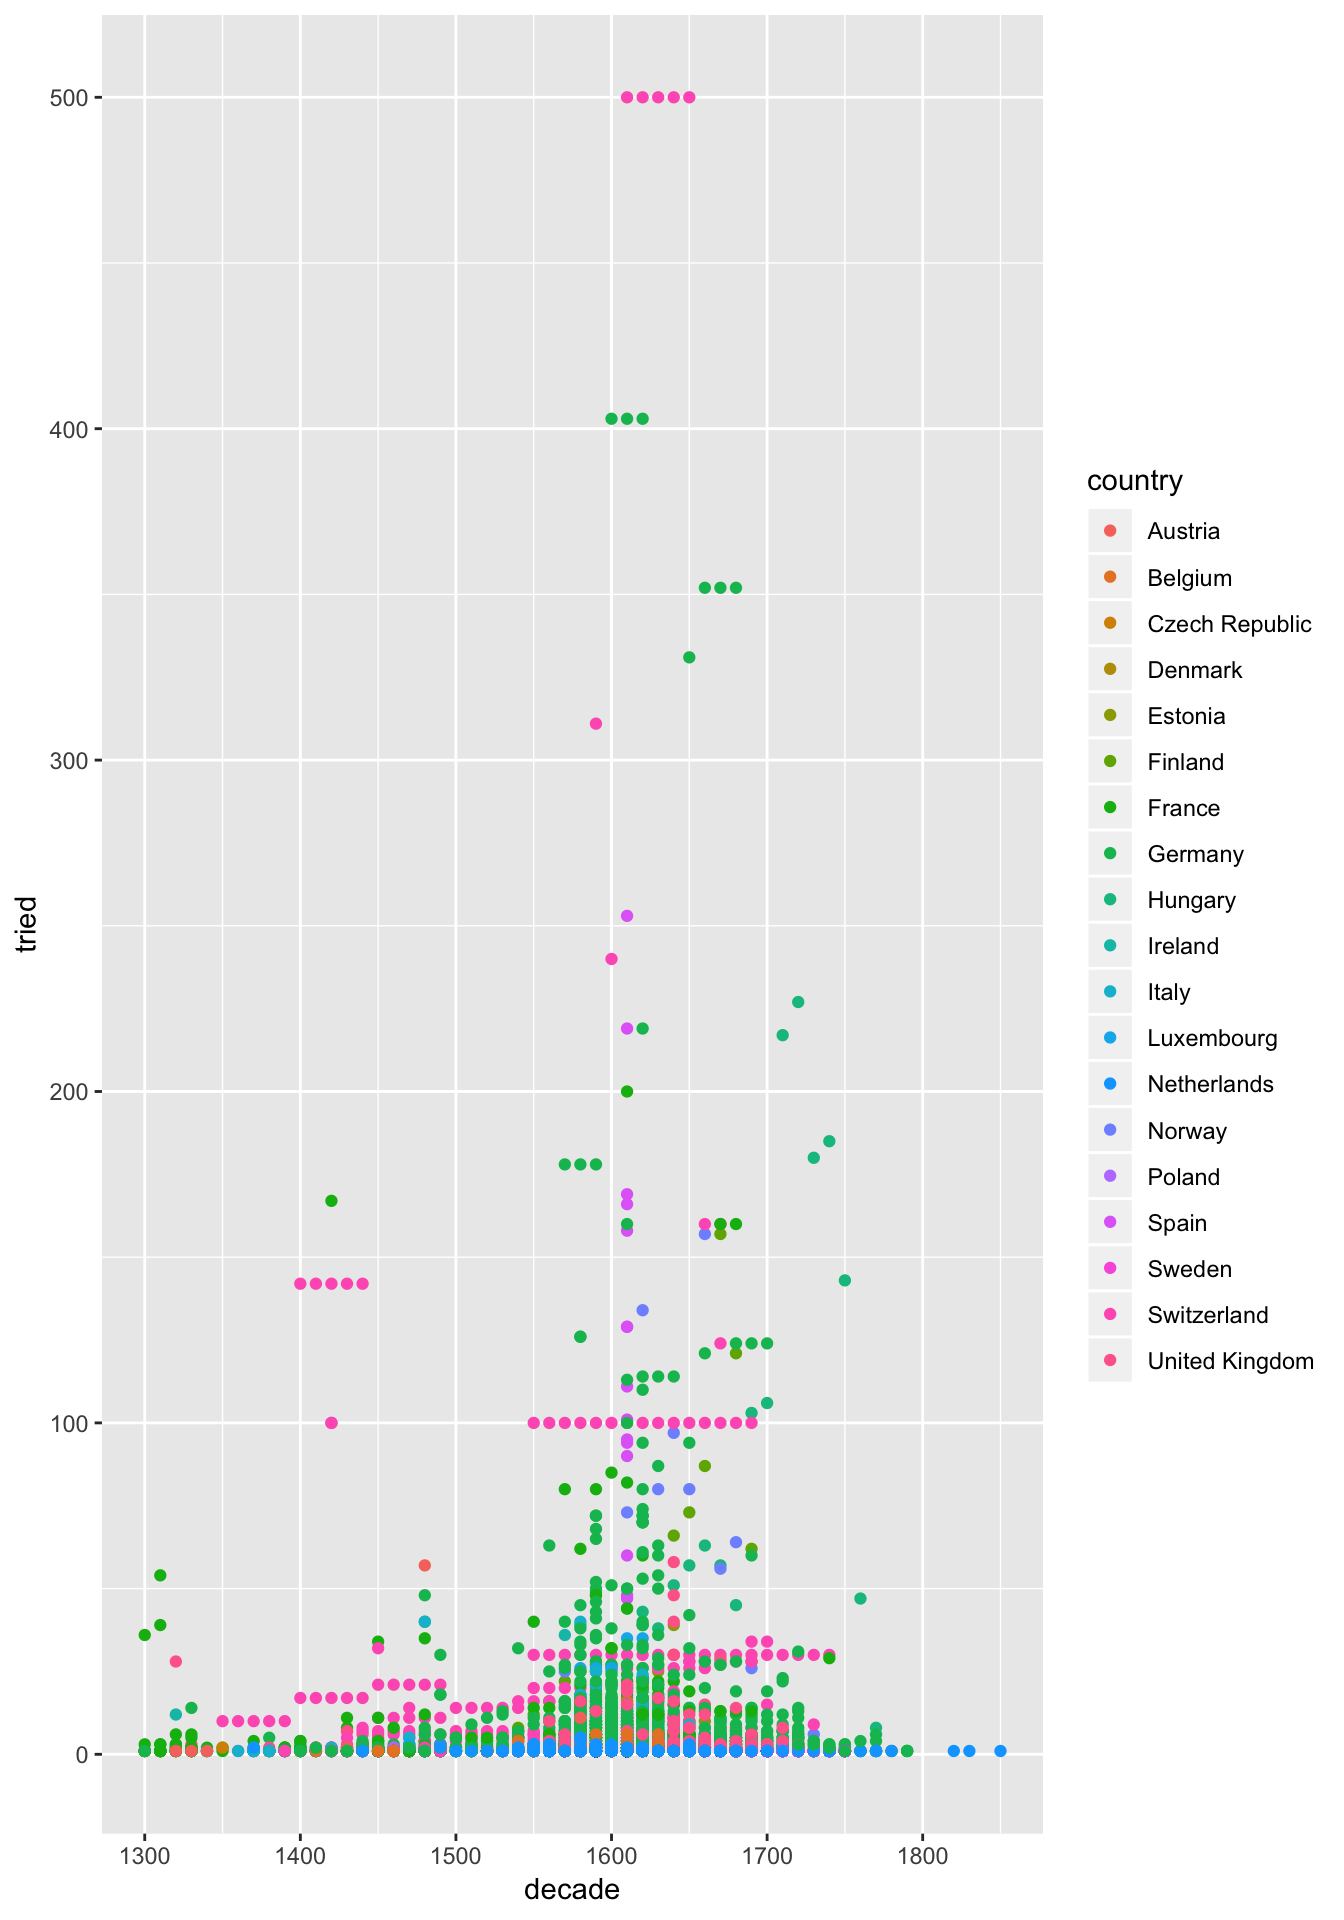 500
400
300
200
100
0
tried
1300 1400 1500 1600 1700 1800
decade
country
Austria
Belgium
Czech Republic
Denmark
Estonia
Finland
France
Germany
Hungary
Ireland
Italy
Luxembourg
Netherlands
Norway
Poland
Spain
Sweden
Switzerland
United Kingdom